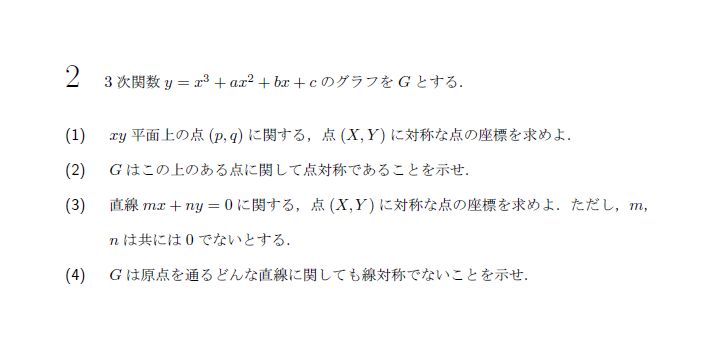 2 3 次関数 y = x³ + ax² + bx + c のグラフを G とする.
(1) xy 平面上の点 (p, q) に関する，点 (X, Y) に対称な点の座標を求めよ.
(2) G はこの上のある点に関して点対称であることを示せ.
(3) 直線 mx + ny = 0 に関する，点 (X, Y) に対称な点の座標を求めよ. ただし，m,
n は共には 0 でないとする.
(4) G は原点を通るどんな直線に関しても線対称でないことを示せ.